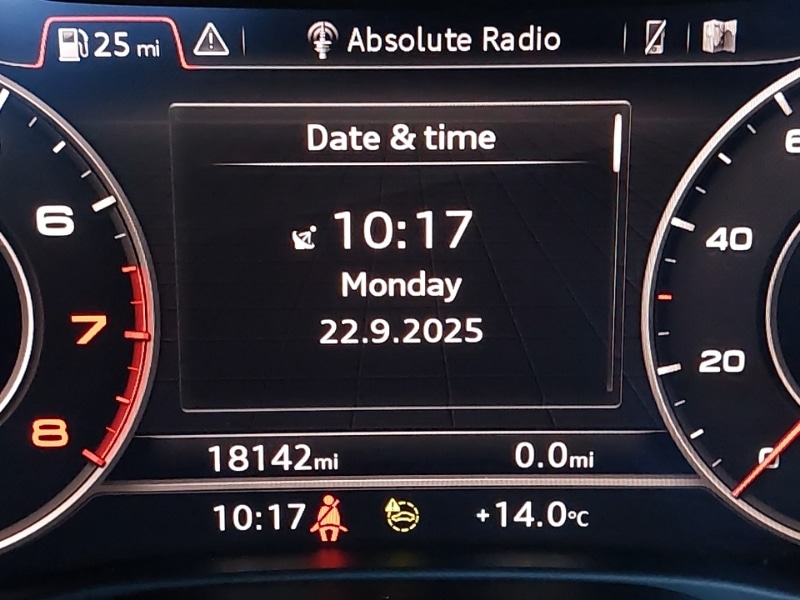 25 mi Absolute Radio
Date & time
10:17
Monday
22.9.2025
6
7
8
40
20
0
18142mi 0.0mi
10:17 +14.0°C